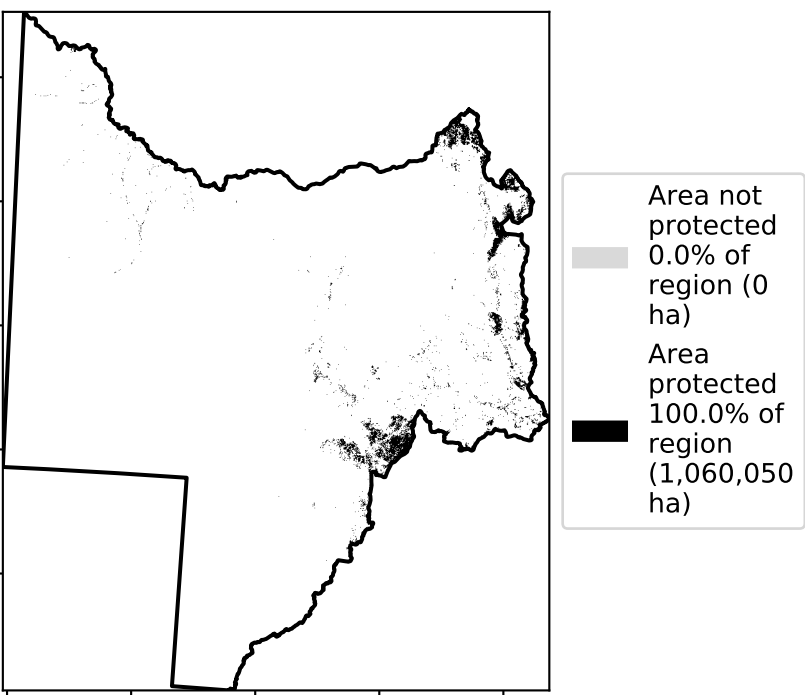 Area not
protected
0.0% of
region (0
ha)
Area
protected
100.0% of
region
(1,060,050
ha)